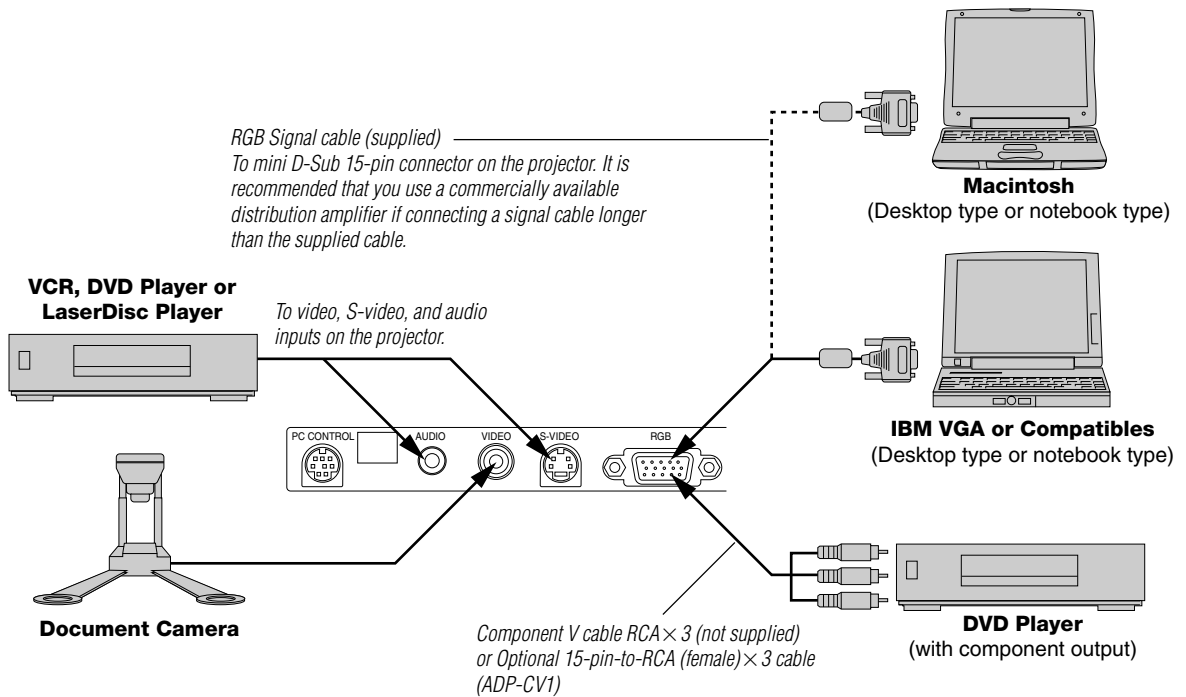 RGB Signal cable (supplied)
To mini D-Sub 15-pin connector on the projector. It is
recommended that you use a commercially available
distribution amplifier if connecting a signal cable longer
than the supplied cable.
Macintosh
(Desktop type or notebook type)
VCR, DVD Player or
LaserDisc Player
To video, S-video, and audio
inputs on the projector.
IBM VGA or Compatibles
(Desktop type or notebook type)
PC CONTROL
AUDIO
VIDEO
S-VIDEO
RGB
Document Camera
Component V cable RCA×3 (not supplied)
or Optional 15-pin-to-RCA (female)×3 cable
(ADP-CV1)
DVD Player
(with component output)